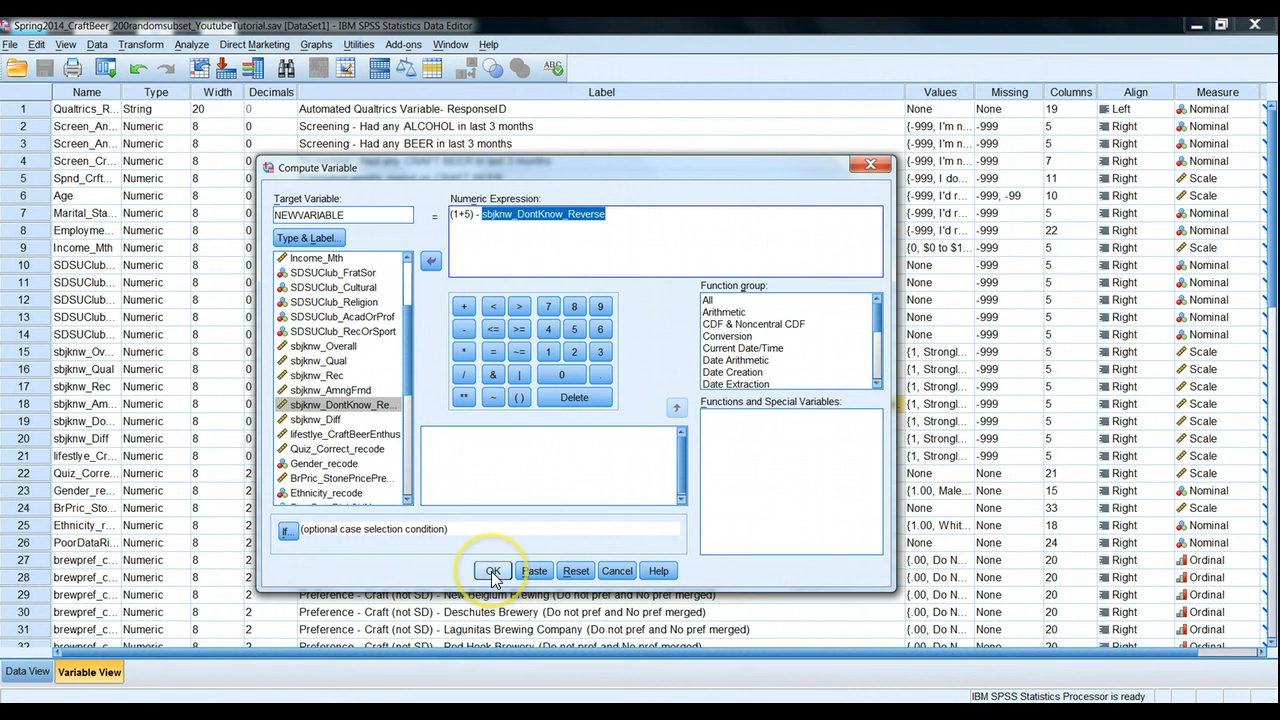 Spring2014_CraftBeer_200randomsubset_YoutubeTutorial.sav [DataSet1] - IBM SPSS Statistics Data Editor
File Edit View Data Transform Analyze Direct Marketing Graphs Utilities Add-ons Window Help
Name Type Width Decimals Label Values Missing Columns Align Measure
1 Qualtrics_R... String 20 0 Automated Qualtrics Variable- ResponseID None None 19 Left Nominal
2 Screen_An... Numeric 8 0 Screening - Had any ALCOHOL in last 3 months {-999, I'm n... -999 5 Right Nominal
3 Screen_An... Numeric 8 0 Screening - Had any BEER in last 3 months {-999, I'm n... -999 5 Right Nominal
4 Screen_Cr... Numeric 8 {-999, I'm n... -999 7 Right Nominal
5 Spnd_Crft... Numeric 8 {-999, I do... -999 11 Right Scale
6 Age Numeric 8 {-999, I'd r... -999, -99 10 Right Scale
7 Marital_Sta... Numeric 8 {-999, I'd r... -999 5 Right Nominal
8 Employme... Numeric 8 {-999, I'd r... -999 22 Right Nominal
9 Income_Mth Numeric 8 {0, $0 to $1... -999 5 Right Scale
10 SDSUClub... Numeric 8 None -999 5 Right Nominal
11 SDSUClub... Numeric 8 None -999 5 Right Nominal
12 SDSUClub... Numeric 8 None -999 5 Right Nominal
13 SDSUClub... Numeric 8 None -999 5 Right Nominal
14 SDSUClub... Numeric 8 None -999 5 Right Nominal
15 sbjknw_Ov... Numeric 8 {1, Strongl... -999 5 Right Scale
16 sbjknw_Qu... Numeric 8 {1, Strongl... -999 5 Right Scale
17 sbjknw_Rec Numeric 8 {1, Strongl... -999 5 Right Scale
18 sbjknw_Am... Numeric 8 {1, Strongl... -999 5 Right Scale
19 sbjknw_Do... Numeric 8 {1, Strongl... -999 5 Right Scale
20 sbjknw_Diff Numeric 8 {1, Strongl... -999 5 Right Scale
21 lifestlye_Cr... Numeric 8 {1, Strongl... -999 5 Right Scale
22 Quiz_Corre... Numeric 8 None None 21 Right Scale
23 Gender_re... Numeric 8 {1.00, Male... None 15 Right Nominal
24 BrPric_Sto... Numeric 8 None -999 33 Right Scale
25 Ethnicity_r... Numeric 8 {1.00, Whit... None 18 Right Nominal
26 PoorDataRi... Numeric 8 None None 24 Right Nominal
27 brewpref_c... Numeric 8 {.00, Do N... None 20 Right Ordinal
28 brewpref_c... Numeric 8 {.00, Do N... None 20 Right Ordinal
29 brewpref_c... Numeric 8 2 Preference - Craft (not SD) - New Belgium Brewing (Do not pref and No pref merged) {.00, Do N... None 20 Right Ordinal
30 brewpref_c... Numeric 8 2 Preference - Craft (not SD) - Deschutes Brewery (Do not pref and No pref merged) {.00, Do N... None 20 Right Ordinal
31 brewpref_c... Numeric 8 2 Preference - Craft (not SD) - Lagunitas Brewing Company (Do not pref and No pref merged) {.00, Do N... None 20 Right Ordinal
32 brewpref_c... Numeric 8 2 Preference - Craft (not SD) - Red Hook Brewery (Do not pref and No pref merged) {.00, Do N... None 20 Right Ordinal
Compute Variable
Target Variable:
NEWVARIABLE
=
Type & Label...
Numeric Expression:
(1+5) - sbjknw_DontKnow_Reverse
Income_Mth
SDSUClub_FratSor
SDSUClub_Cultural
SDSUClub_Religion
SDSUClub_AcadOrProf
SDSUClub_RecOrSport
sbjknw_Overall
sbjknw_Qual
sbjknw_Rec
sbjknw_AmngFrnd
sbjknw_DontKnow_Re...
sbjknw_Diff
lifestlye_CraftBeerEnthus
Quiz_Correct_recode
Gender_recode
BrPric_StonePricePre...
Ethnicity_recode
+ < > 7 8 9
- <= >= 4 5 6
* = ~= 1 2 3
/ & | 0 .
** ~ ( ) Delete
Function group:
All
Arithmetic
CDF & Noncentral CDF
Conversion
Current Date/Time
Date Arithmetic
Date Creation
Date Extraction
Functions and Special Variables:
If... (optional case selection condition)
OK Paste Reset Cancel Help
Data View Variable View
IBM SPSS Statistics Processor is ready